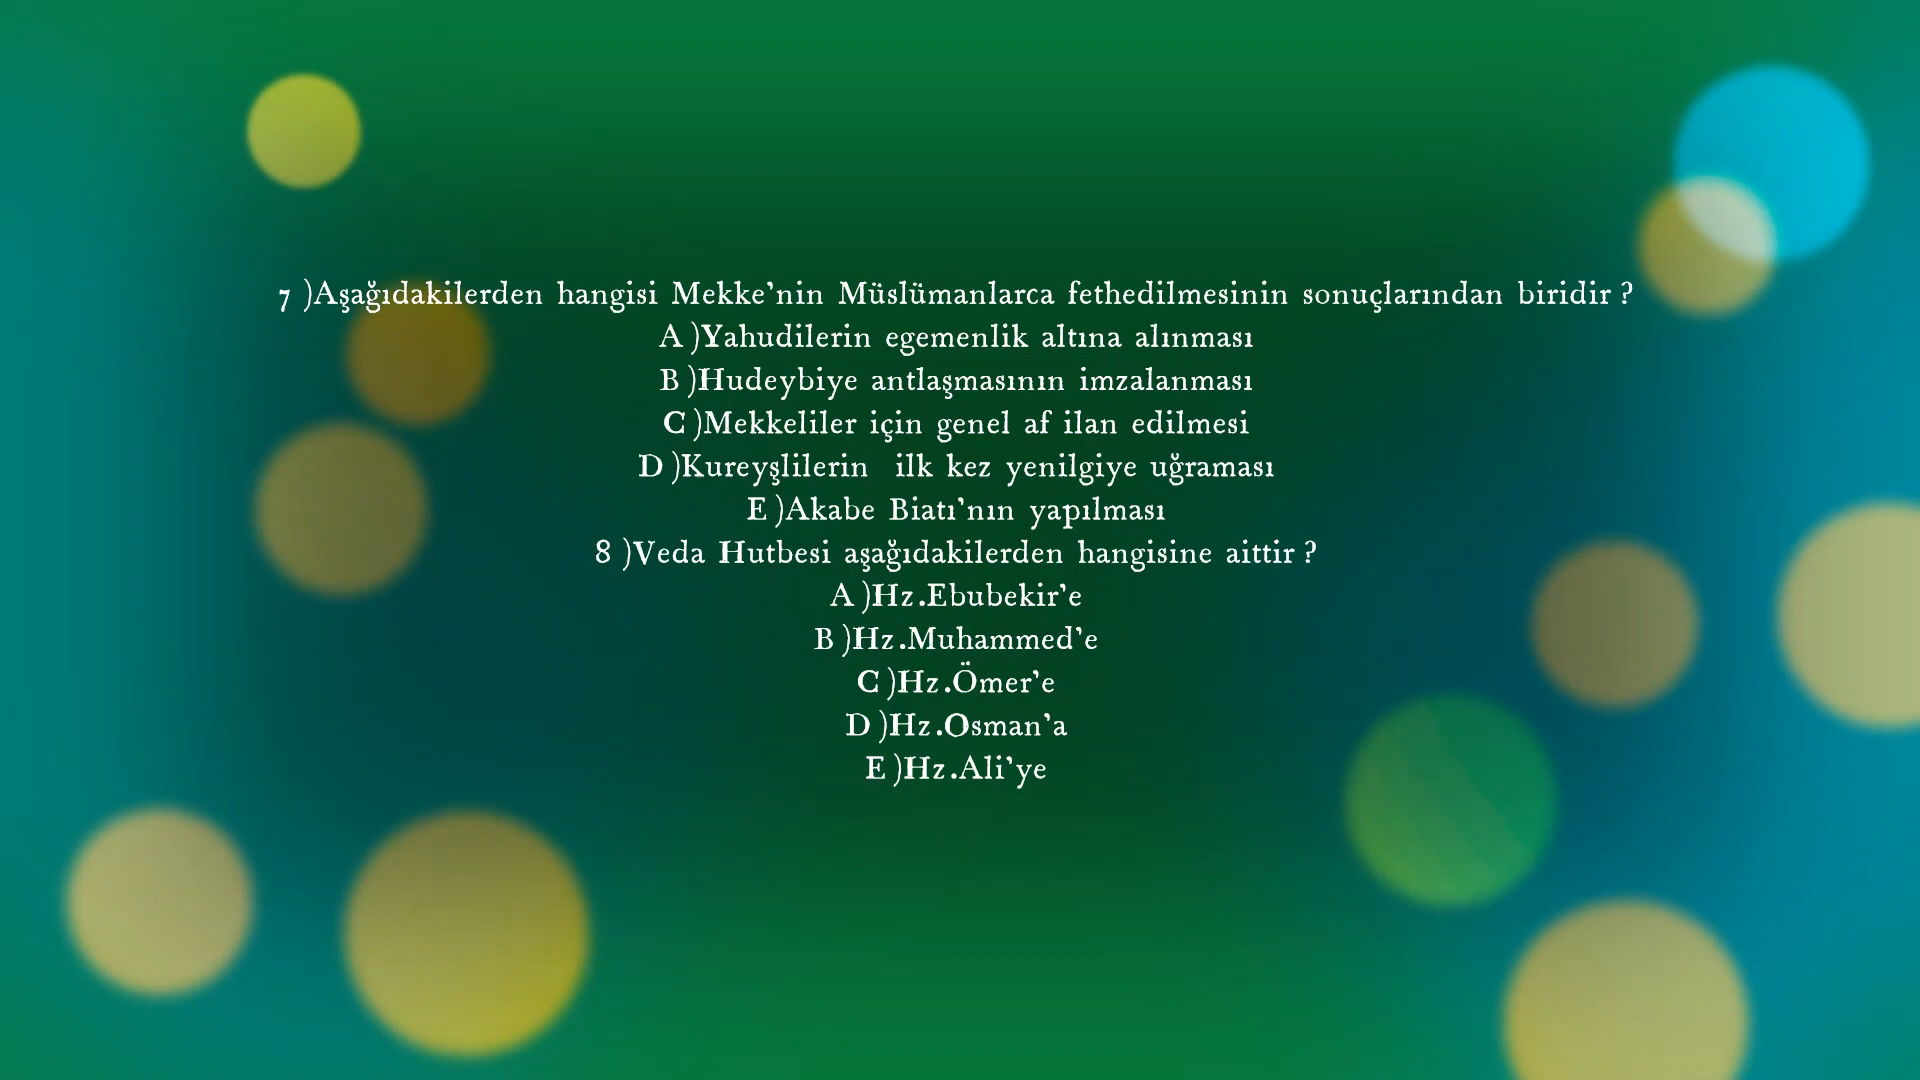 7 )Aşağıdakilerden hangisi Mekke’nin Müslümanlarca fethedilmesinin sonuçlarından biridir ?
A )Yahudilerin egemenlik altına alınması
B )Hudeybiye antlaşmasının imzalanması
C )Mekkeliler için genel af ilan edilmesi
D )Kureyşlilerin ilk kez yenilgiye uğraması
E )Akabe Biatı’nın yapılması
8 )Veda Hutbesi aşağıdakilerden hangisine aittir ?
A )Hz.Ebubekir’e
B )Hz.Muhammed’e
C )Hz.Ömer’e
D )Hz.Osman’a
E )Hz.Ali’ye